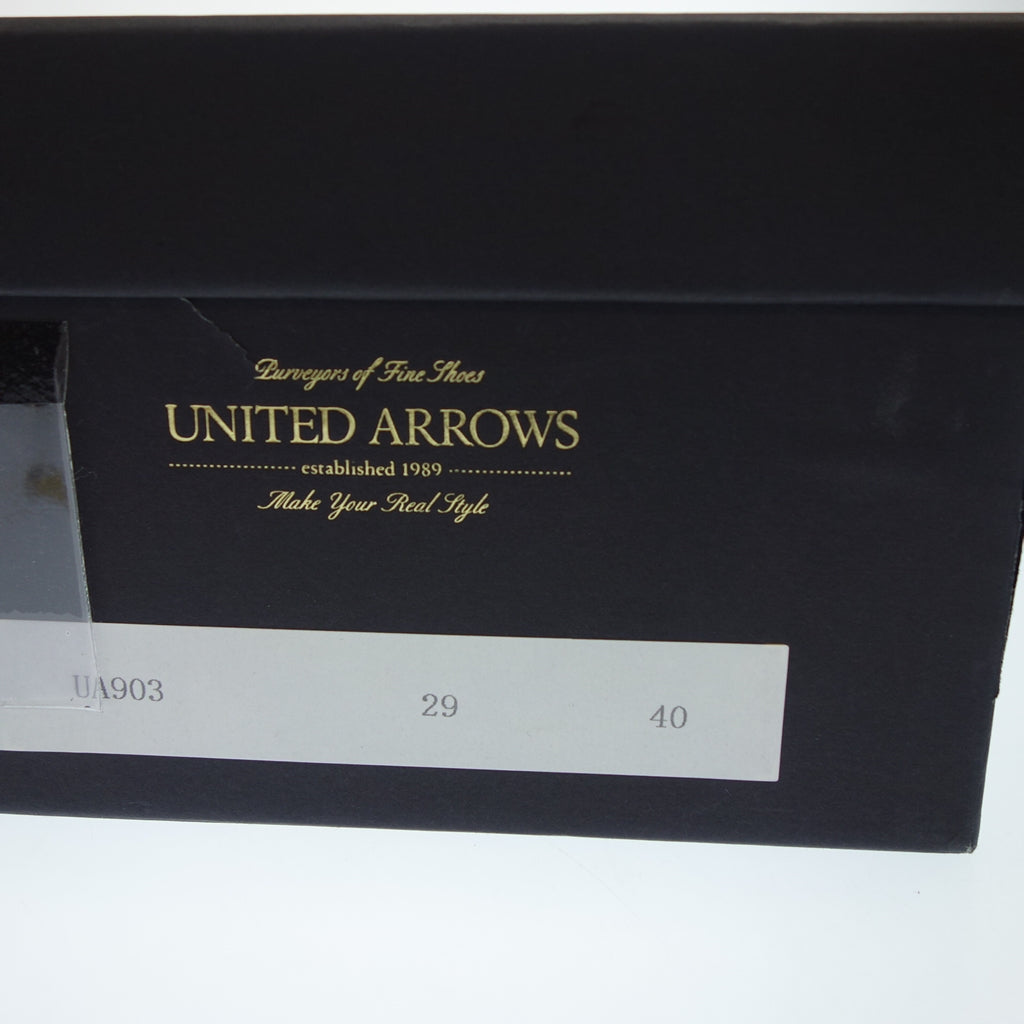 Purveyors of Fine Shoes
UNITED ARROWS
established 1989
Make Your Real Style
UA903 29 40